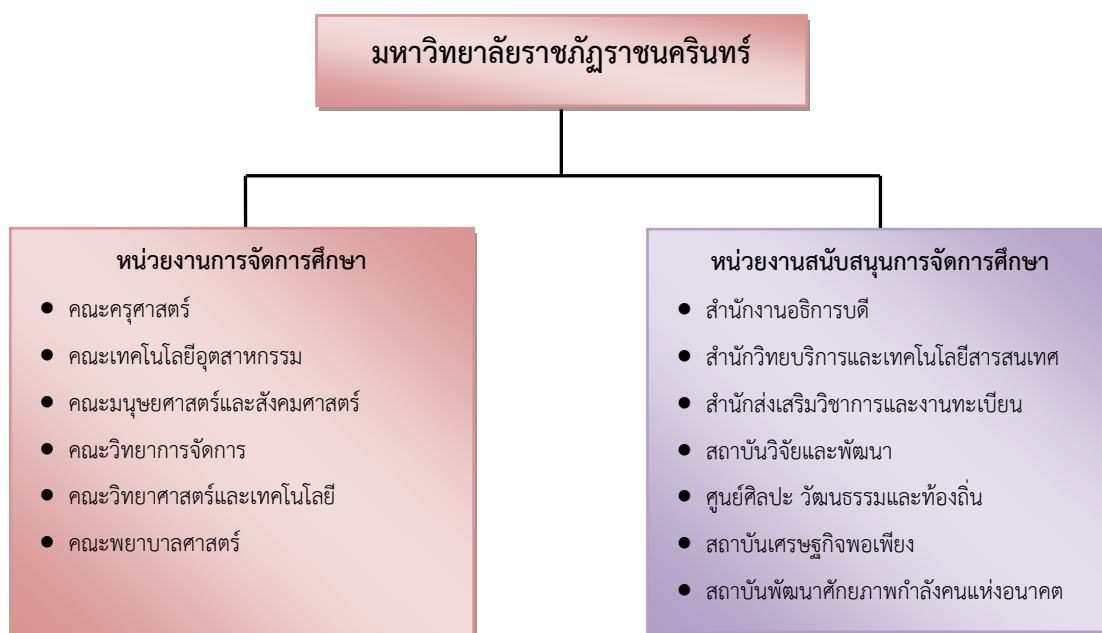 มหาวิทยาลัยราชภัฏราชนครินทร์
หน่วยงานการจัดการศึกษา
● คณะครุศาสตร์
● คณะเทคโนโลยีอุตสาหกรรม
● คณะมนุษยศาสตร์และสังคมศาสตร์
● คณะวิทยาการจัดการ
● คณะวิทยาศาสตร์และเทคโนโลยี
● คณะพยาบาลศาสตร์
หน่วยงานสนับสนุนการจัดการศึกษา
● สำนักงานอธิการบดี
● สำนักวิทยบริการและเทคโนโลยีสารสนเทศ
● สำนักส่งเสริมวิชาการและงานทะเบียน
● สถาบันวิจัยและพัฒนา
● ศูนย์ศิลปะ วัฒนธรรมและท้องถิ่น
● สถาบันเศรษฐกิจพอเพียง
● สถาบันพัฒนาศักยภาพกำลังคนแห่งอนาคต